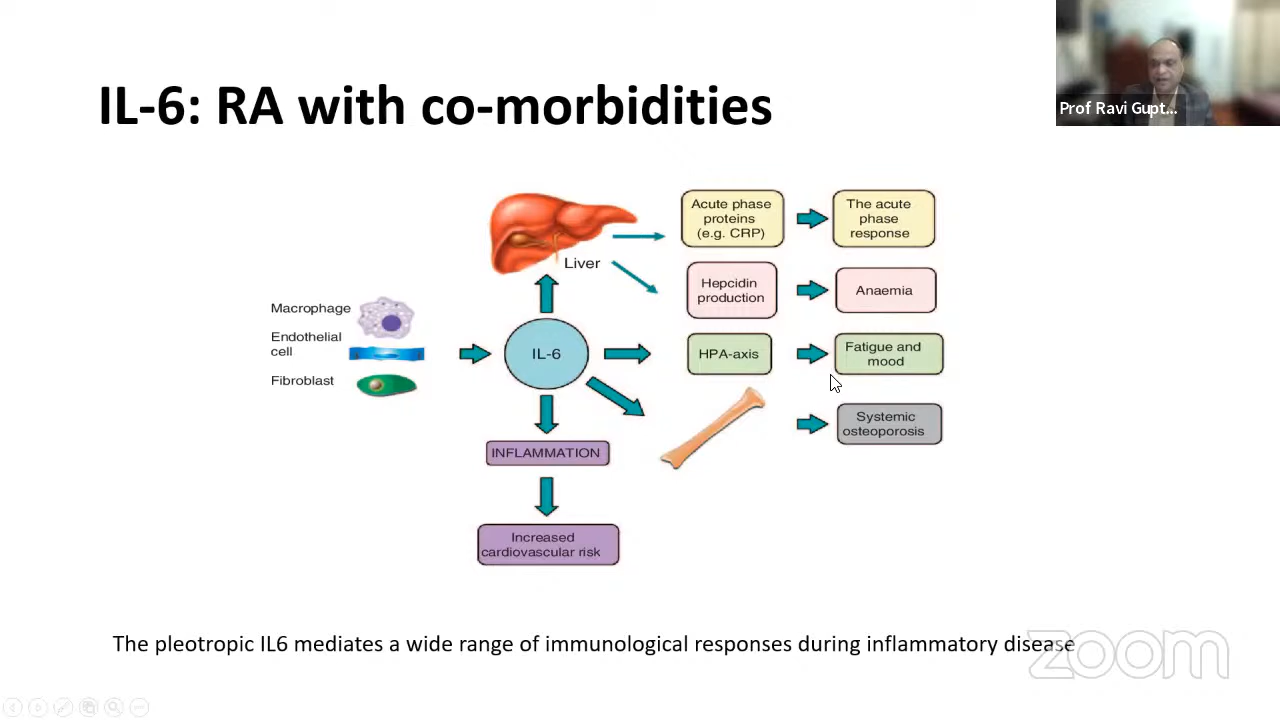 IL-6: RA with co-morbidities
Prof Ravi Gupt...
Macrophage
Endothelial
cell
Fibroblast
Liver
IL-6
INFLAMMATION
Increased
cardiovascular risk
Acute phase
proteins
(e.g. CRP)
The acute
phase
response
Hepcidin
production
Anaemia
HPA-axis
Fatigue and
mood
Systemic
osteoporosis
The pleotropic IL6 mediates a wide range of immunological responses during inflammatory disease
zoom